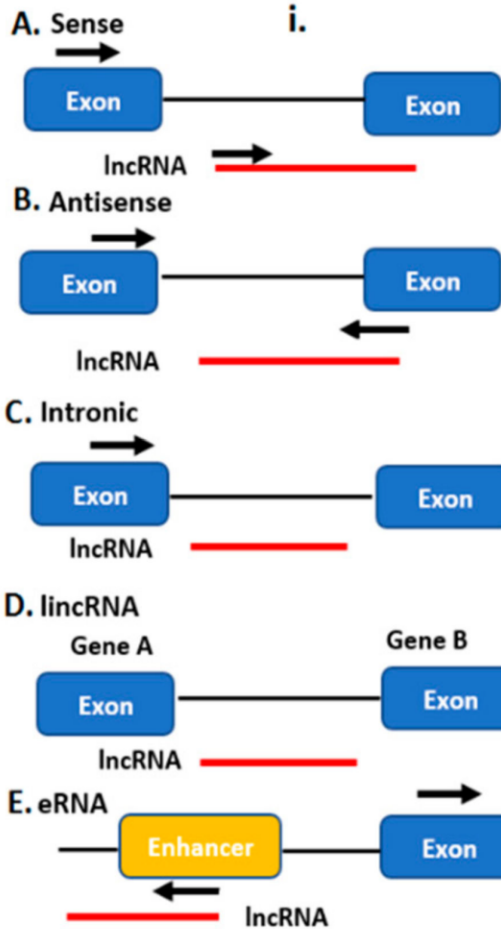 A. Sense i.
Exon Exon
lncRNA
B. Antisense
Exon Exon
lncRNA
C. Intronic
Exon Exon
lncRNA
D. lincRNA
Gene A Gene B
Exon Exon
lncRNA
E. eRNA
Enhancer Exon
lncRNA